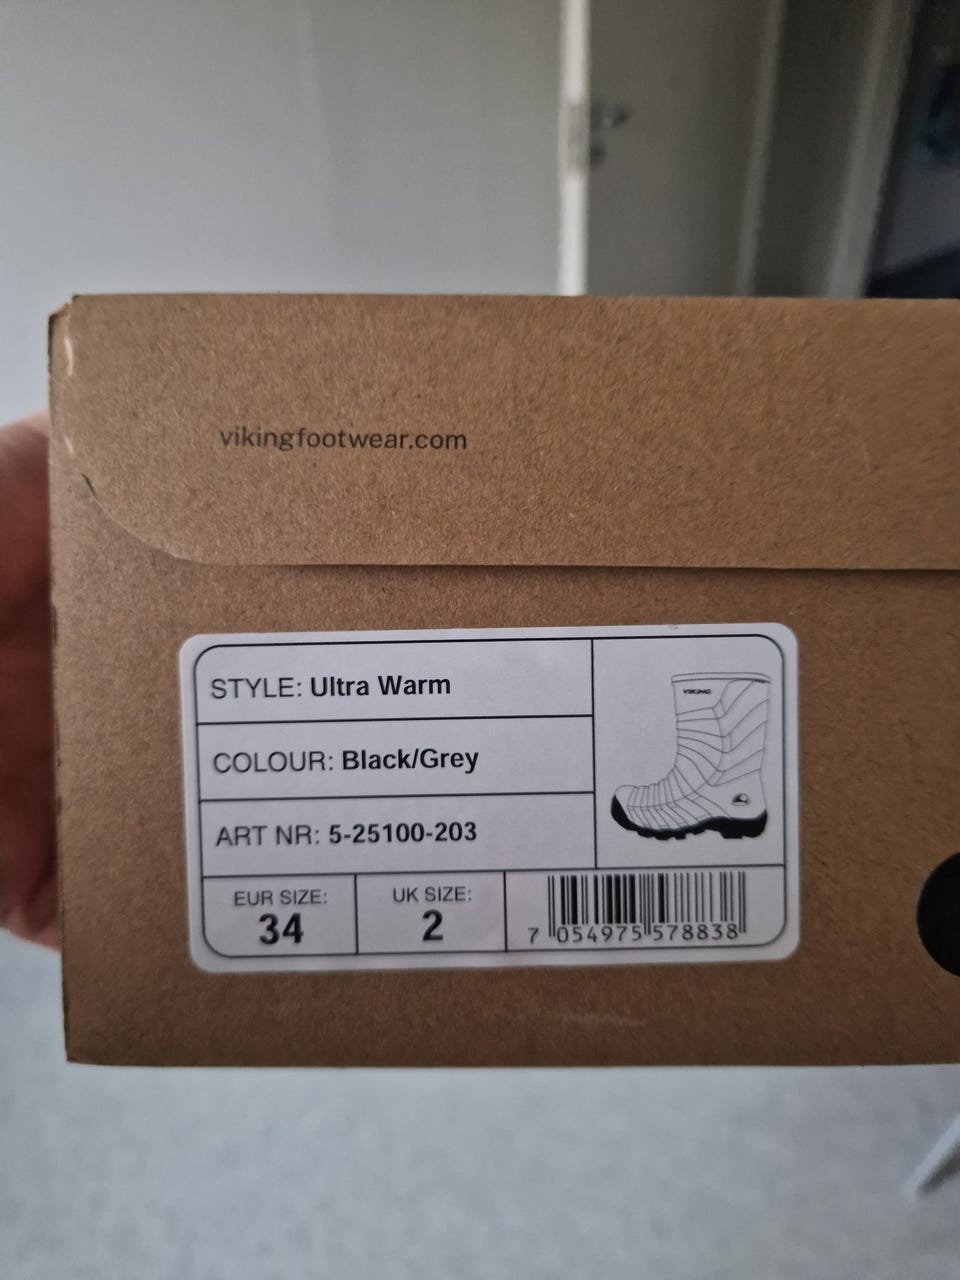 vikingfootwear.com
STYLE: Ultra Warm
COLOUR: Black/Grey
ART NR: 5-25100-203
VIKING
EUR SIZE:
34
UK SIZE:
2
7 054975 578838